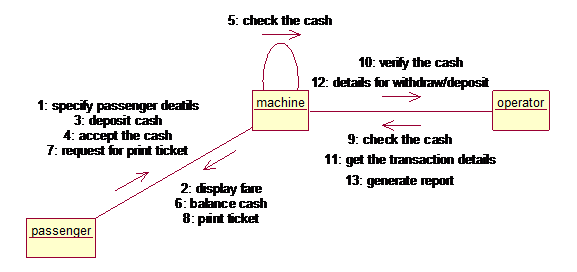 5: check the cash
10: verify the cash
12: details for withdraw/deposit
machine
operator
1: specify passenger deatils
3: deposit cash
4: accept the cash
7: request for print ticket
9: check the cash
11: get the transaction details
13: generate report
2: display fare
6: balance cash
8: print ticket
passenger